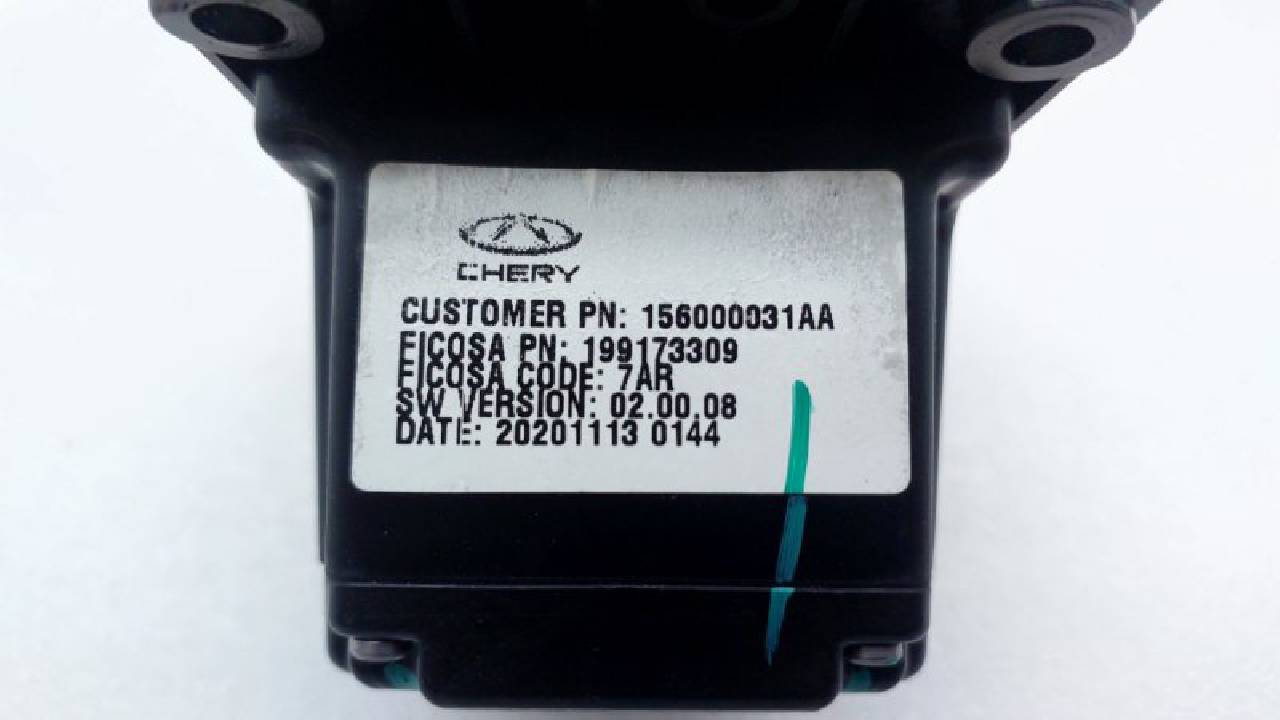 CHERY
CUSTOMER PN: 156000031AA
FICOSA PN: 199173309
FICOSA CODE: 7AR
SW VERSION: 02.00.08
DATE: 20201113 0144